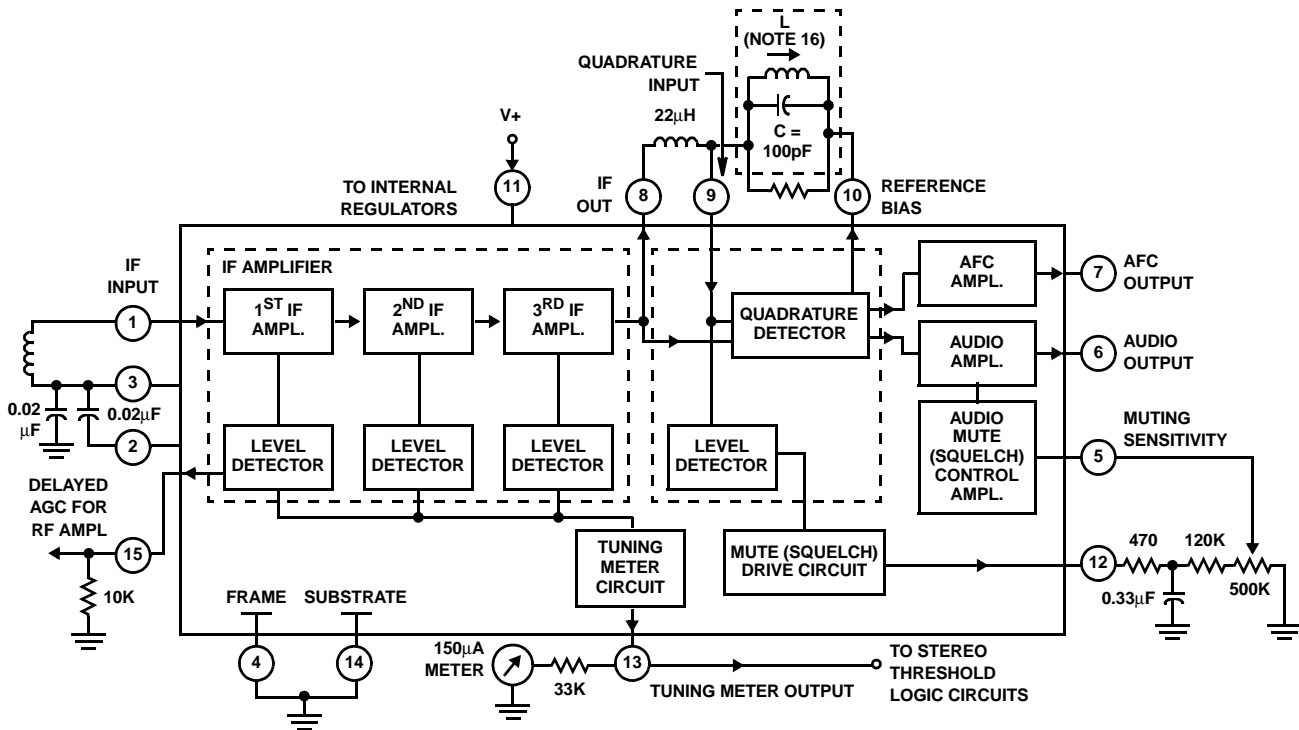 L
(NOTE 16)
C =
100pF
QUADRATURE
INPUT
22μH
V+
11
TO INTERNAL
REGULATORS
IF
OUT
8
9
10
REFERENCE
BIAS
IF
INPUT
1
3
2
0.02
μF
0.02μF
IF AMPLIFIER
1ST IF
AMPL.
2ND IF
AMPL.
3RD IF
AMPL.
QUADRATURE
DETECTOR
AFC
AMPL.
7
AFC
OUTPUT
AUDIO
AMPL.
6
AUDIO
OUTPUT
LEVEL
DETECTOR
LEVEL
DETECTOR
LEVEL
DETECTOR
LEVEL
DETECTOR
AUDIO
MUTE
(SQUELCH)
CONTROL
AMPL.
5
MUTING
SENSITIVITY
DELAYED
AGC FOR
RF AMPL
15
10K
TUNING
METER
CIRCUIT
MUTE (SQUELCH)
DRIVE CIRCUIT
12
470
120K
500K
0.33μF
FRAME
SUBSTRATE
4
14
150μA
METER
33K
13
TUNING METER OUTPUT
TO STEREO
THRESHOLD
LOGIC CIRCUITS